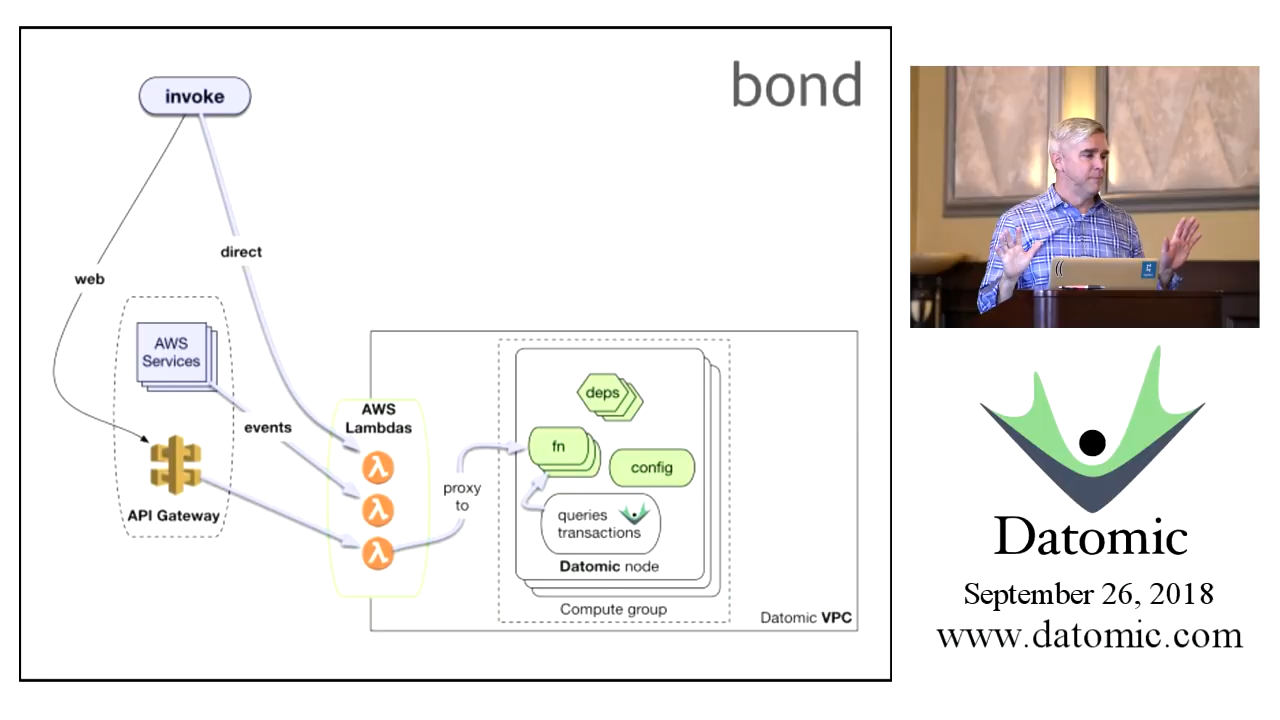 bond
invoke
direct
web
AWS
Services
events
API Gateway
AWS
Lambdas
proxy
to
deps
fn
config
queries
transactions
Datomic node
Compute group
Datomic VPC
Datomic
September 26, 2018
www.datomic.com